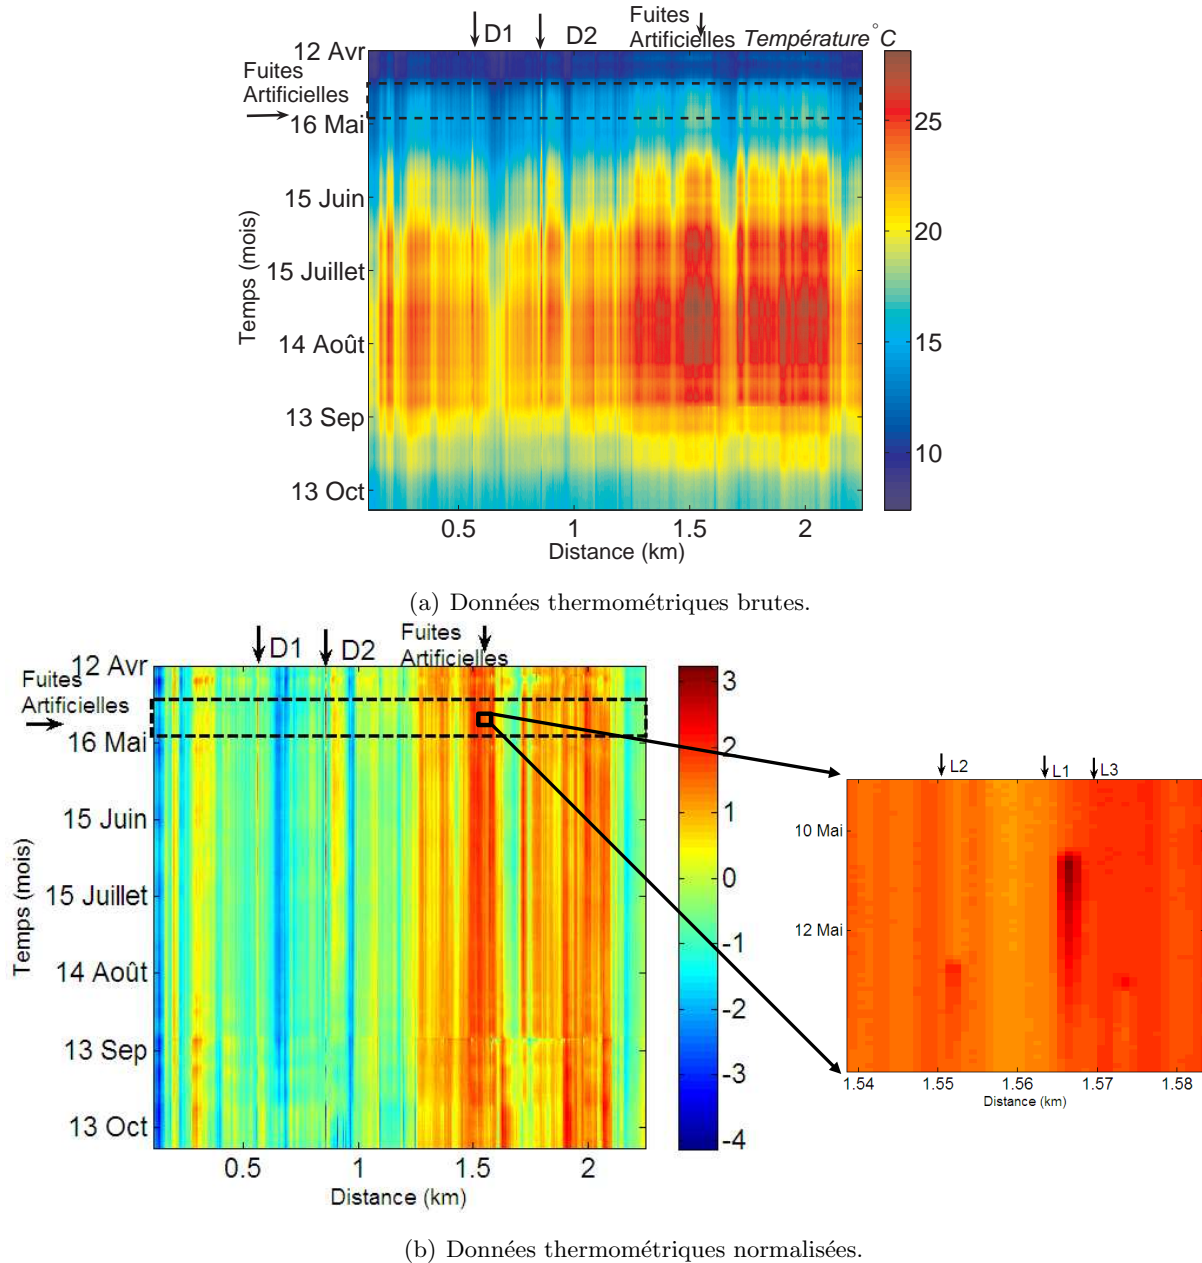 D1
D2
Fuites
Artificielles
Température°C
12 Avr
Fuites
Artificielles
16 Mai
15 Juin
15 Juillet
14 Août
13 Sep
13 Oct
Temps (mois)
0.5
1
1.5
2
Distance (km)
25
20
15
10
(a) Données thermométriques brutes.
D1
D2
Fuites
Artificielles
12 Avr
Fuites
Artificielles
16 Mai
15 Juin
15 Juillet
14 Août
13 Sep
13 Oct
Temps (mois)
0.5
1
1.5
2
Distance (km)
3
2
1
0
-1
-2
-3
-4
L2
L1
L3
10 Mai
12 Mai
1.54
1.55
1.56
1.57
1.58
Distance (km)
(b) Données thermométriques normalisées.